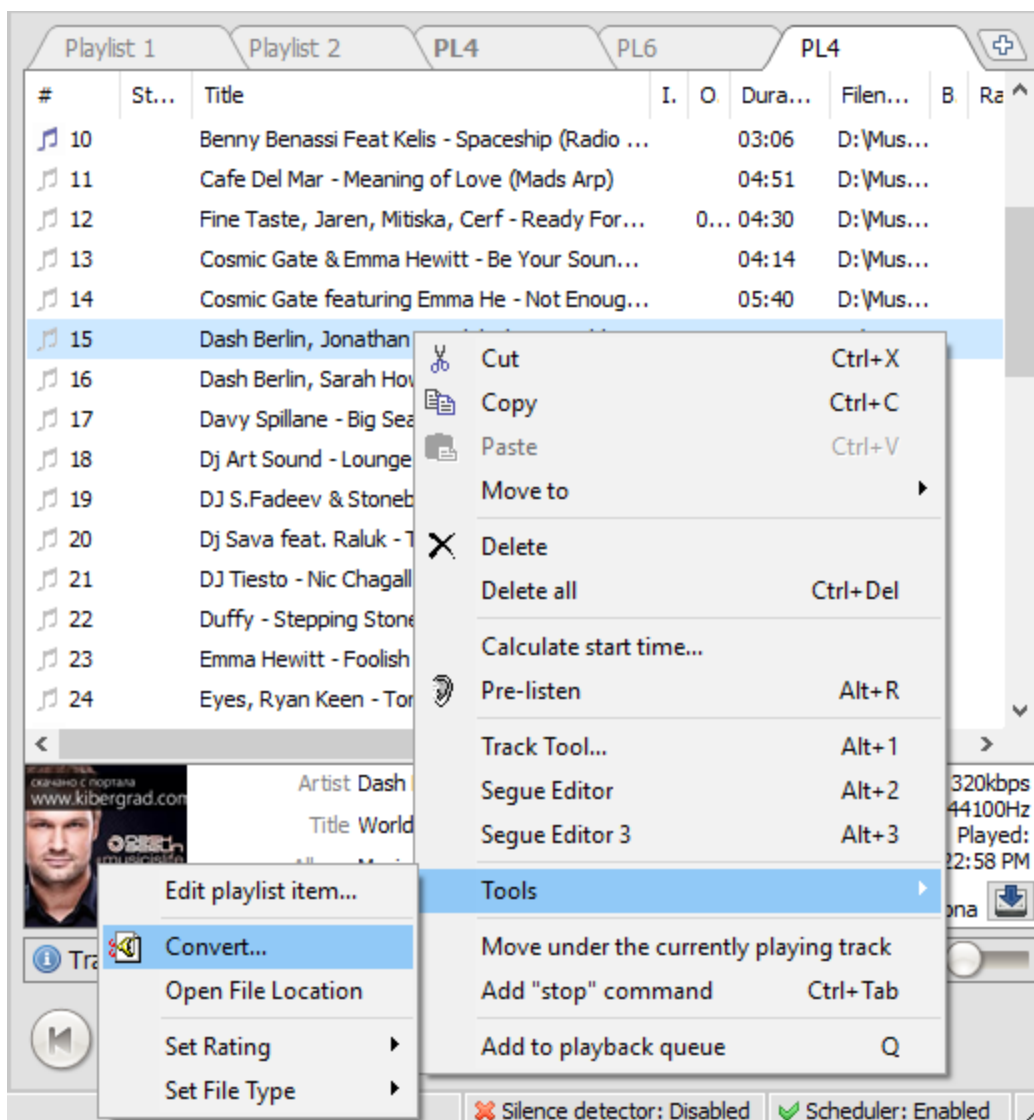 Playlist 1 Playlist 2 PL4 PL6 PL4
# St... Title I. O. Dura... Filen... B. Ra
10 Benny Benassi Feat Kelis - Spaceship (Radio ... 03:06 D:\Mus...
11 Cafe Del Mar - Meaning of Love (Mads Arp) 04:51 D:\Mus...
12 Fine Taste, Jaren, Mitiska, Cerf - Ready For... 0... 04:30 D:\Mus...
13 Cosmic Gate & Emma Hewitt - Be Your Soun... 04:14 D:\Mus...
14 Cosmic Gate featuring Emma He - Not Enoug... 05:40 D:\Mus...
15 Dash Berlin, Jonathan
16 Dash Berlin, Sarah How
17 Davy Spillane - Big Sea
18 Dj Art Sound - Lounge
19 DJ S.Fadeev & Stoneb
20 Dj Sava feat. Raluk - T
21 DJ Tiesto - Nic Chagall
22 Duffy - Stepping Stone
23 Emma Hewitt - Foolish
24 Eyes, Ryan Keen - Tor
Cut Ctrl+X
Copy Ctrl+C
Paste Ctrl+V
Move to
Delete
Delete all Ctrl+Del
Calculate start time...
Pre-listen Alt+R
Track Tool... Alt+1
Segue Editor Alt+2
Segue Editor 3 Alt+3
Tools
Move under the currently playing track
Add "stop" command Ctrl+Tab
Add to playback queue Q
скачано с портала
www.kibergrad.com
Artist Dash
Title World
320kbps
44100Hz
Played:
22:58 PM
ona
Tra
Edit playlist item...
Convert...
Open File Location
Set Rating
Set File Type
Silence detector: Disabled Scheduler: Enabled